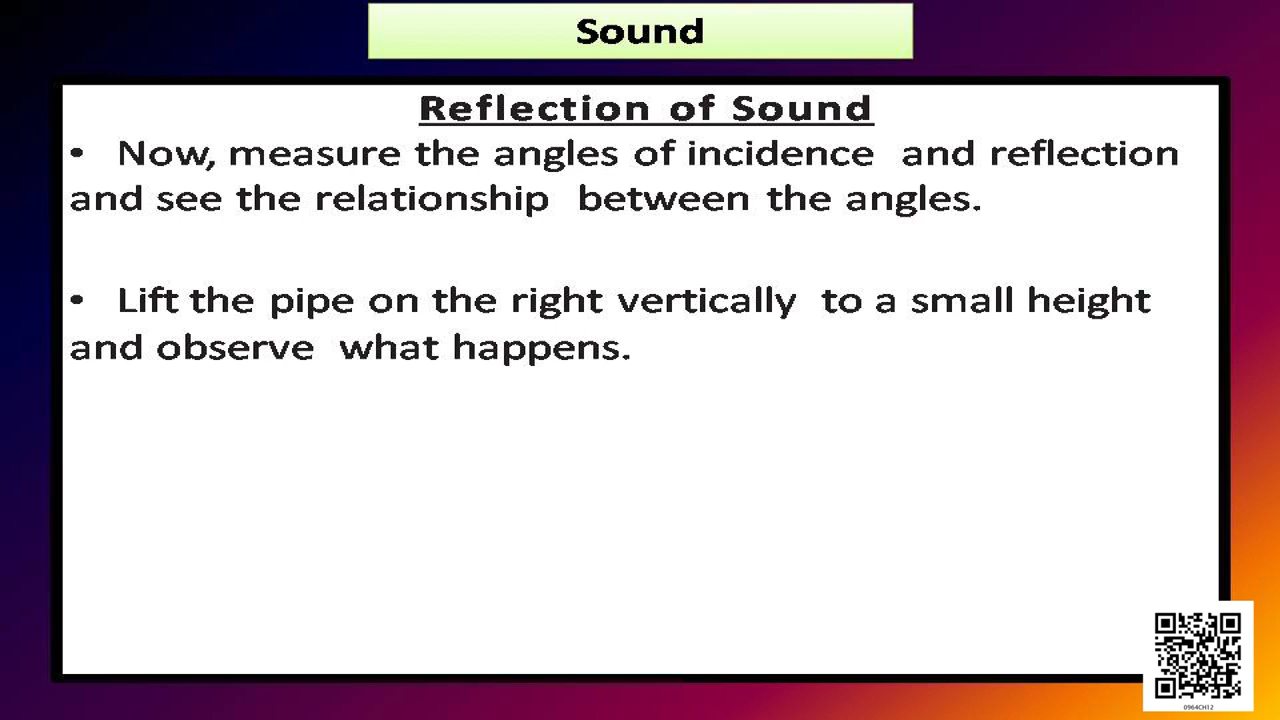 Sound
Reflection of Sound
• Now, measure the angles of incidence and reflection
and see the relationship between the angles.
• Lift the pipe on the right vertically to a small height
and observe what happens.
0964CH12